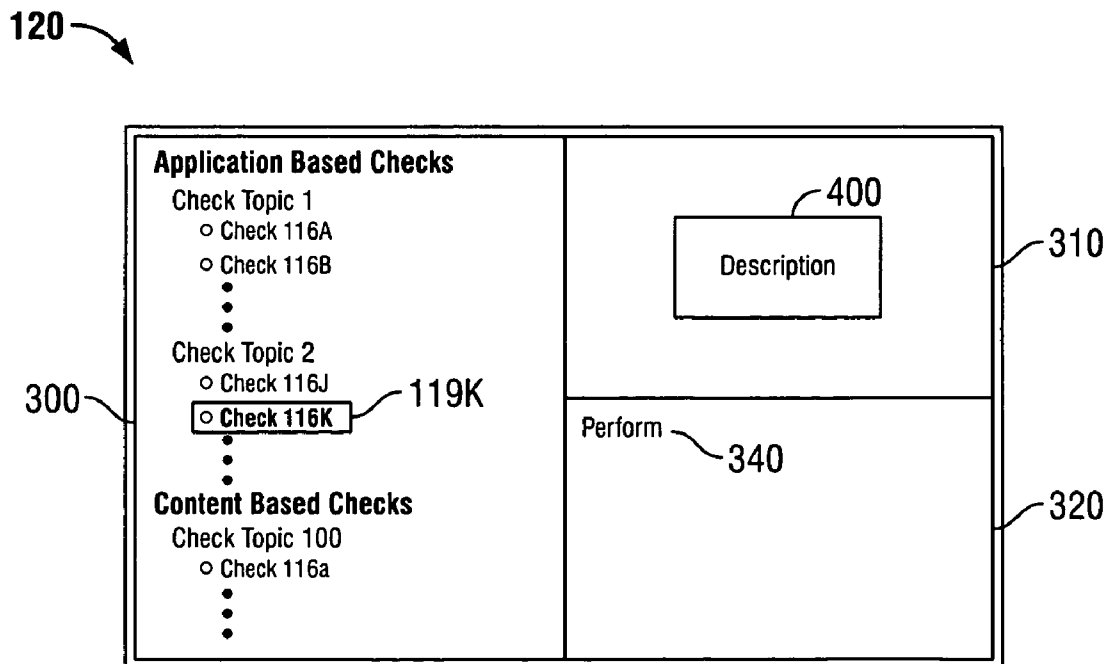 120
Application Based Checks
Check Topic 1
Check 116A
Check 116B
Check Topic 2
Check 116J
Check 116K
Content Based Checks
Check Topic 100
Check 116a
300
119K
400
Description
310
Perform
340
320